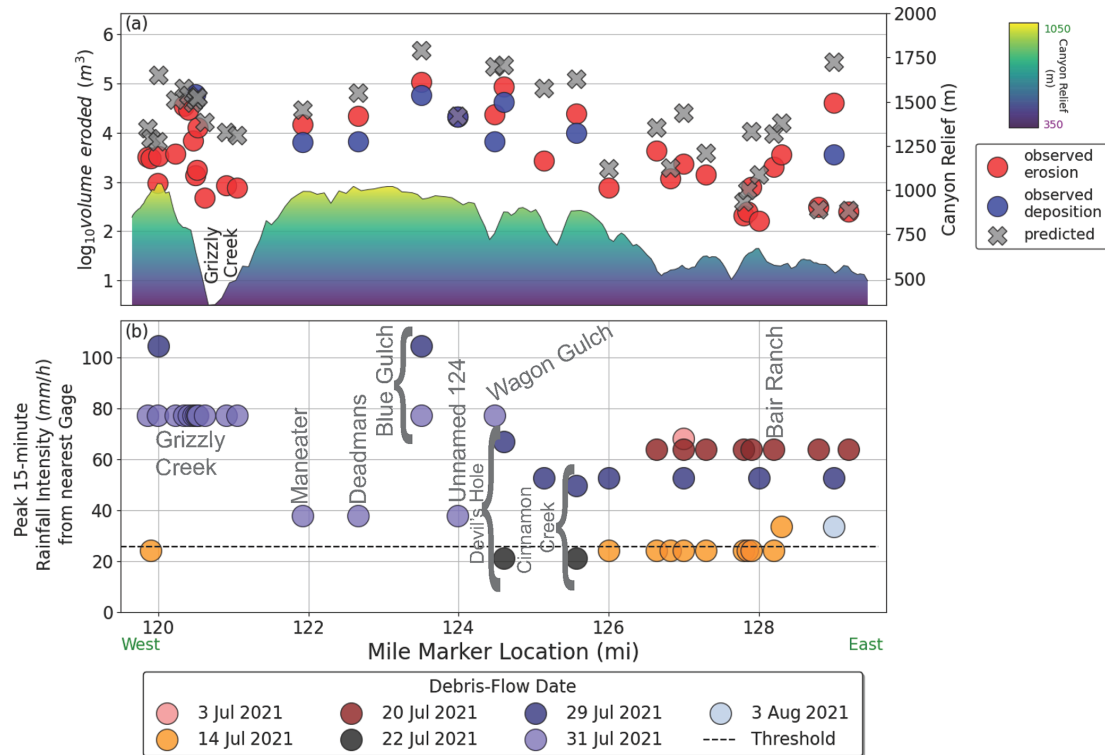 (a)
6
5
4
3
2
1
log10volume eroded (m3)
2000
1750
1500
1250
1000
750
500
Canyon Relief (m)
1050
Canyon Relief
(m)
350
observed
erosion
observed
deposition
predicted
Grizzly
Creek
(b)
100
80
60
40
20
0
Peak 15-minute
Rainfall Intensity (mm/h)
from nearest Gage
Grizzly
Creek
Maneater
Deadmans
Blue Gulch
Unnamed 124
Devil's Hole
Wagon Gulch
Cinnamon
Creek
Bair Ranch
120
122
124
126
128
West
Mile Marker Location (mi)
East
Debris-Flow Date
3 Jul 2021
20 Jul 2021
29 Jul 2021
3 Aug 2021
14 Jul 2021
22 Jul 2021
31 Jul 2021
Threshold